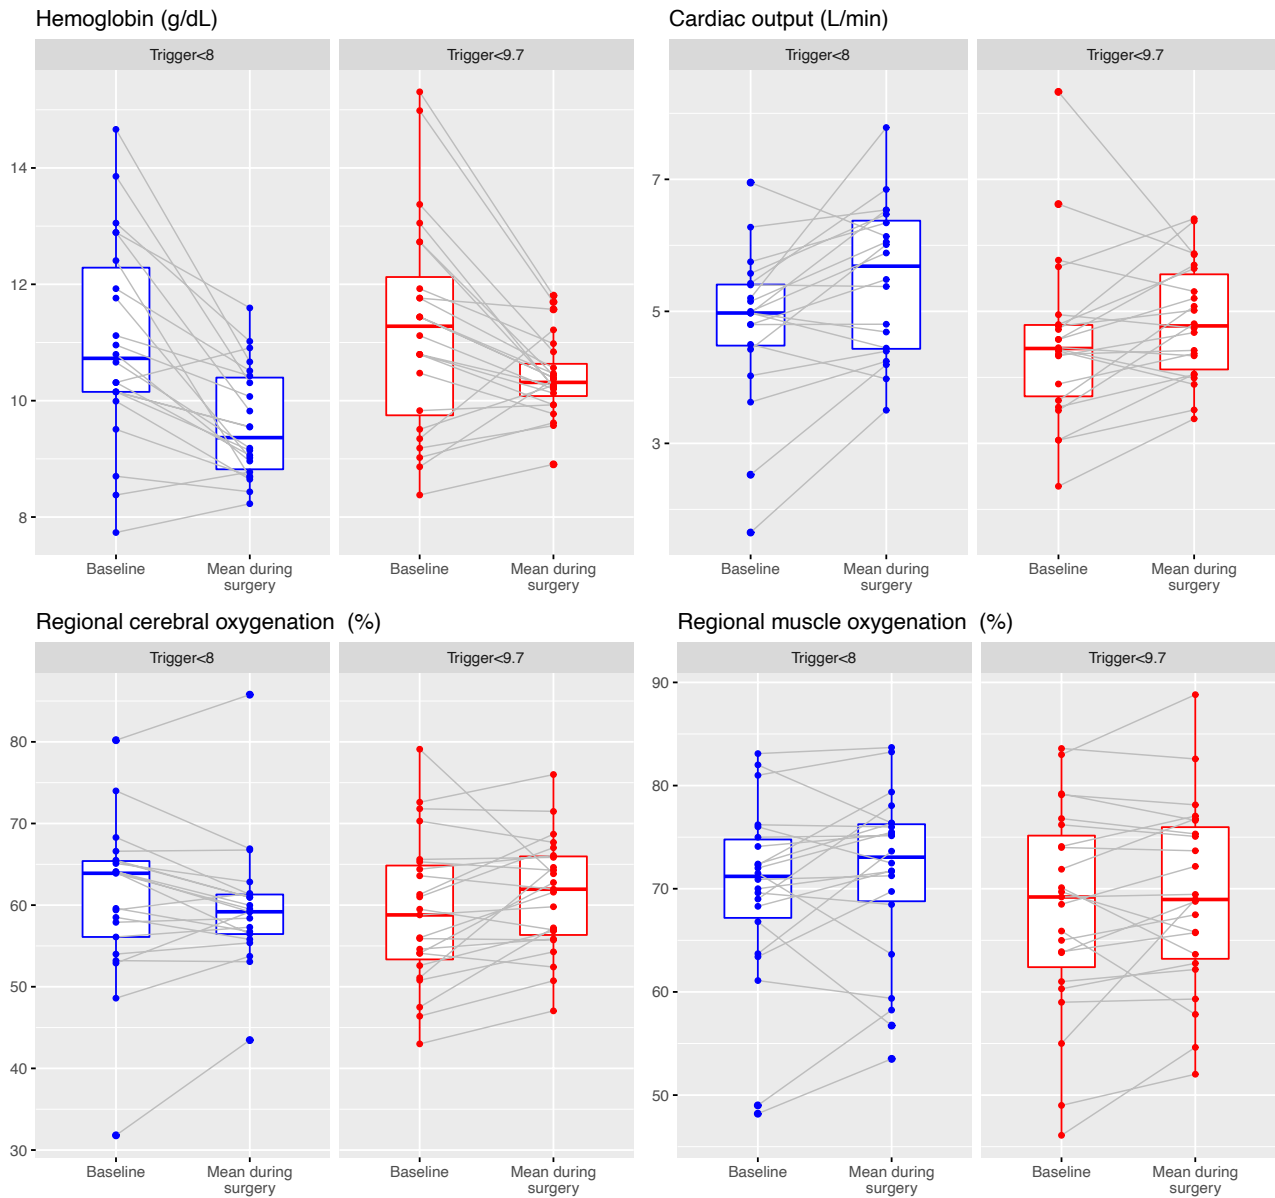 Hemoglobin (g/dL)
Trigger<8
Trigger<9.7
14
12
10
8
Baseline
Mean during
surgery
Baseline
Mean during
surgery
Cardiac output (L/min)
Trigger<8
Trigger<9.7
7
5
3
Baseline
Mean during
surgery
Baseline
Mean during
surgery
Regional cerebral oxygenation (%)
Trigger<8
Trigger<9.7
80
70
60
50
40
30
Baseline
Mean during
surgery
Baseline
Mean during
surgery
Regional muscle oxygenation (%)
Trigger<8
Trigger<9.7
90
80
70
60
50
Baseline
Mean during
surgery
Baseline
Mean during
surgery